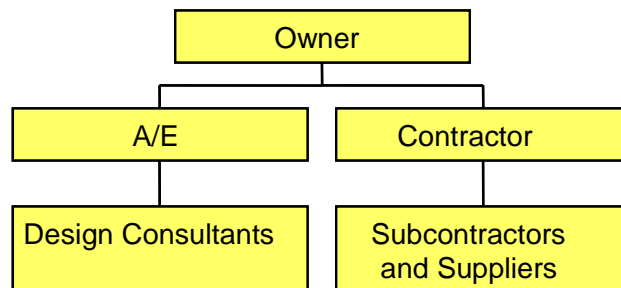 Owner
A/E
Contractor
Design Consultants
Subcontractors
and Suppliers